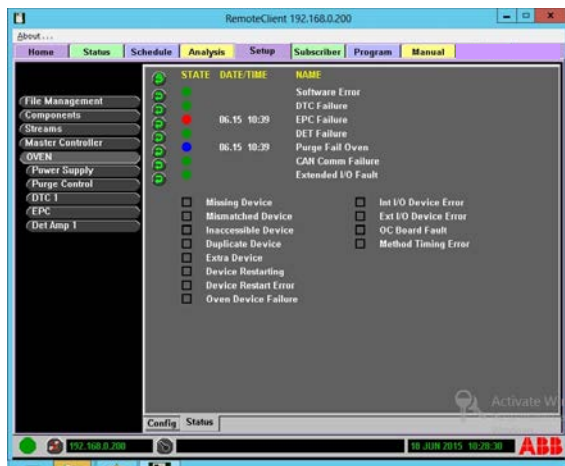 RemoteClient 192.168.0.200
About...
Home Status Schedule Analysis Setup Subscriber Program Manual
STATE DATE/TIME NAME
Software Error
DTC Failure
06.15 10:39 EPC Failure
DET Failure
06.15 10:39 Purge Fail Oven
CAN Comm Failure
Extended I/O Fault
File Management
Components
Streams
Master Controller
OVEN
Power Supply
Purge Control
DTC 1
EPC
Det Amp 1
Missing Device
Mismatched Device
Inaccessible Device
Duplicate Device
Extra Device
Device Restarting
Device Restart Error
Oven Device Failure
Int I/O Device Error
Ext I/O Device Error
OC Board Fault
Method Timing Error
Activate W
Config Status
192.168.0.200
10 JUN 2015 10:28:30
ABB